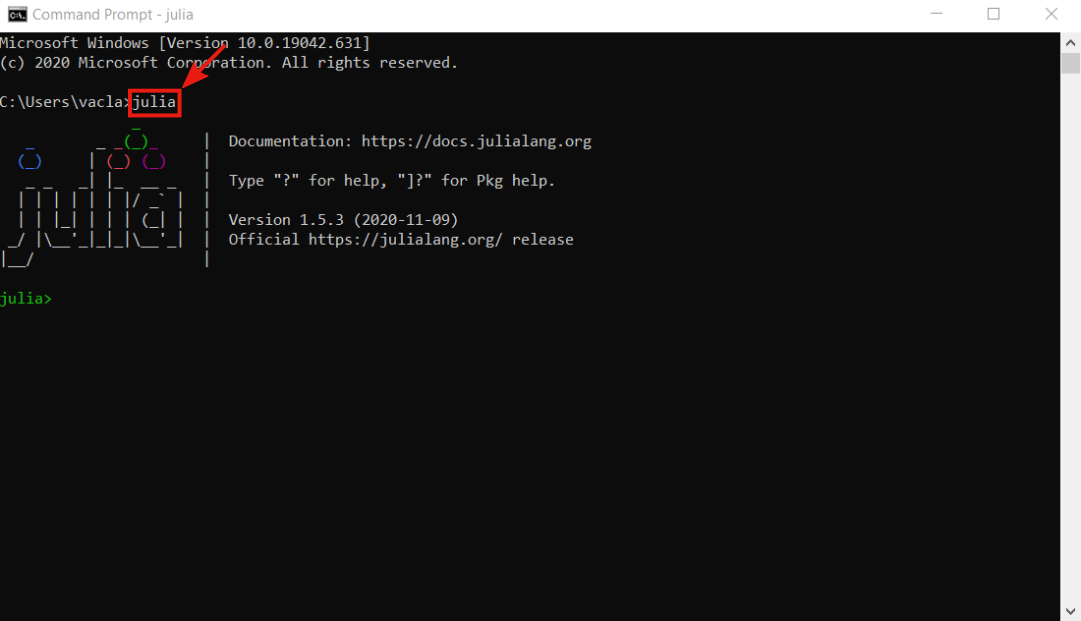 Command Prompt - julia
Microsoft Windows [Version 10.0.19042.631]
(c) 2020 Microsoft Corporation. All rights reserved.
C:\Users\vacla>julia
Documentation: https://docs.julialang.org
Type "?" for help, "]?" for Pkg help.
julia
Version 1.5.3 (2020-11-09)
Official https://julialang.org/ release
julia>